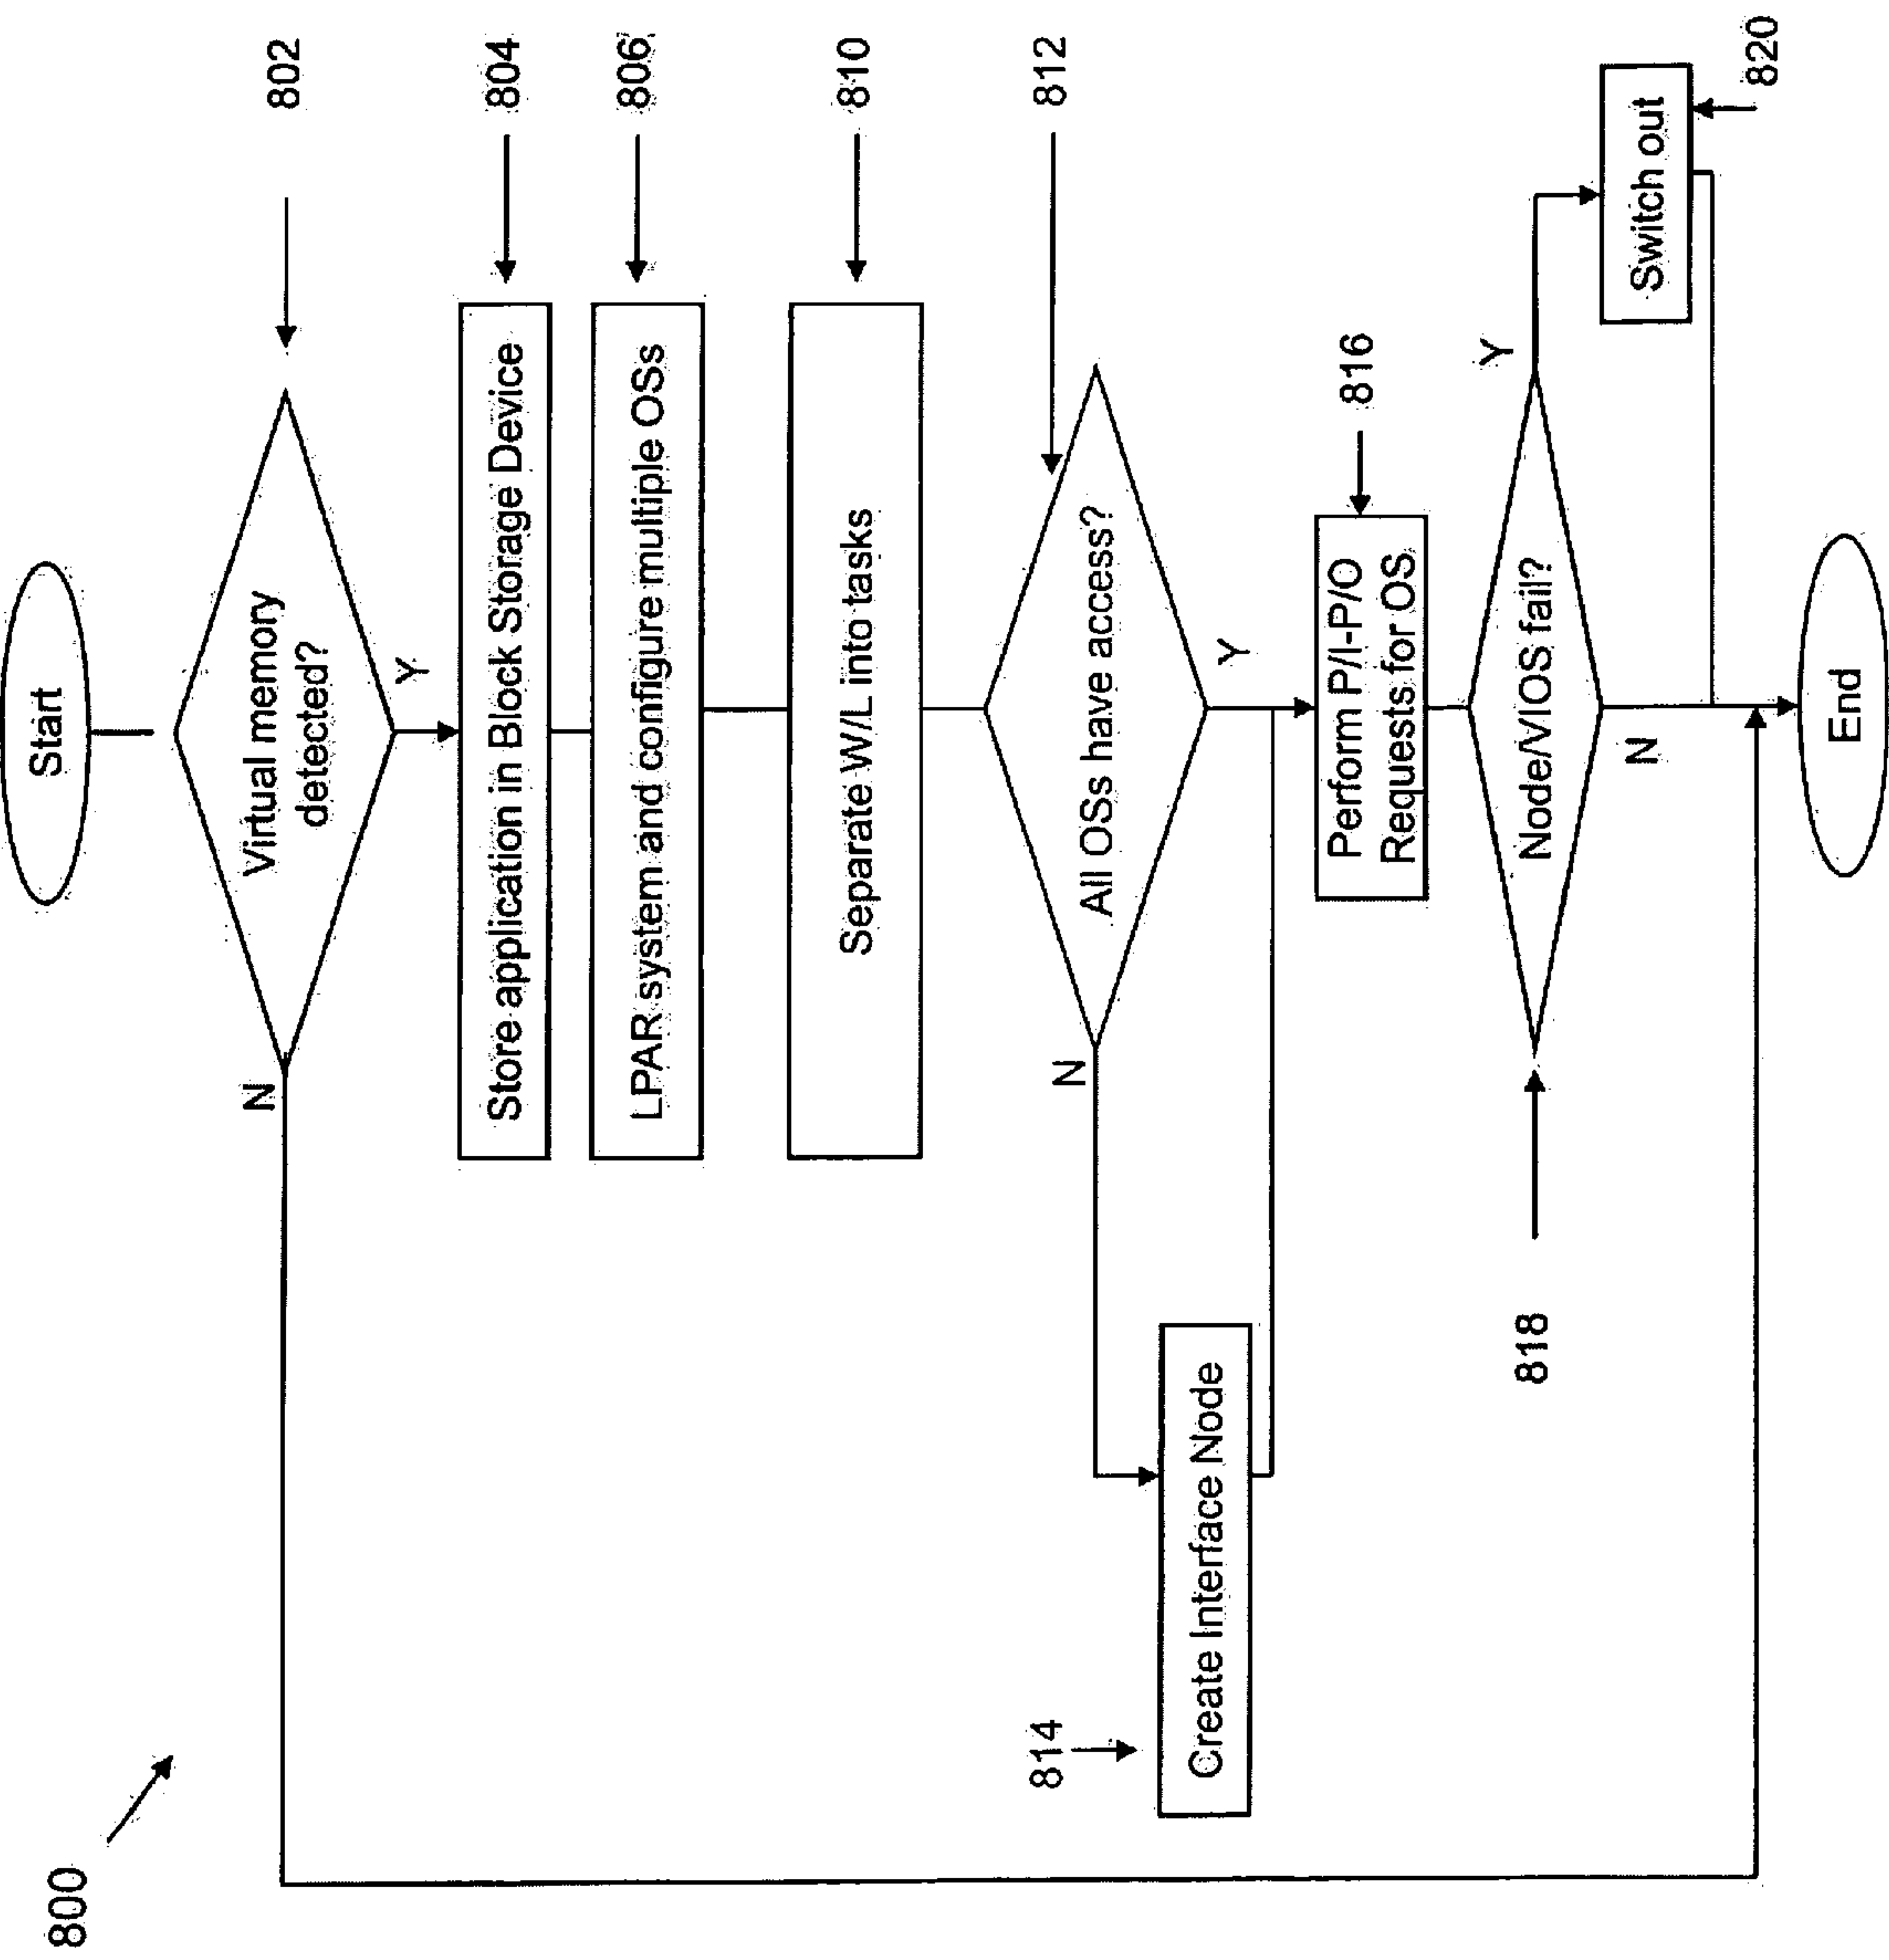 800
Start
802
Virtual memory
detected?
N
Y
804
Store application in Block Storage Device
806
LPAR system and configure multiple OSs
810
Separate W/L into tasks
812
All OSs have access?
N
Y
814
Create Interface Node
816
Perform P/I-P/O
Requests for OS
818
Node/VIOS fail?
Y
N
Switch out
820
End